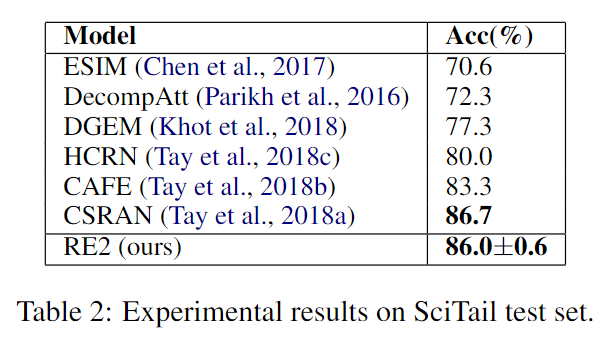 Model Acc(%)
ESIM (Chen et al., 2017) 70.6
DecompAtt (Parikh et al., 2016) 72.3
DGEM (Khot et al., 2018) 77.3
HCRN (Tay et al., 2018c) 80.0
CAFE (Tay et al., 2018b) 83.3
CSRAN (Tay et al., 2018a) 86.7
RE2 (ours) 86.0±0.6
Table 2: Experimental results on SciTail test set.